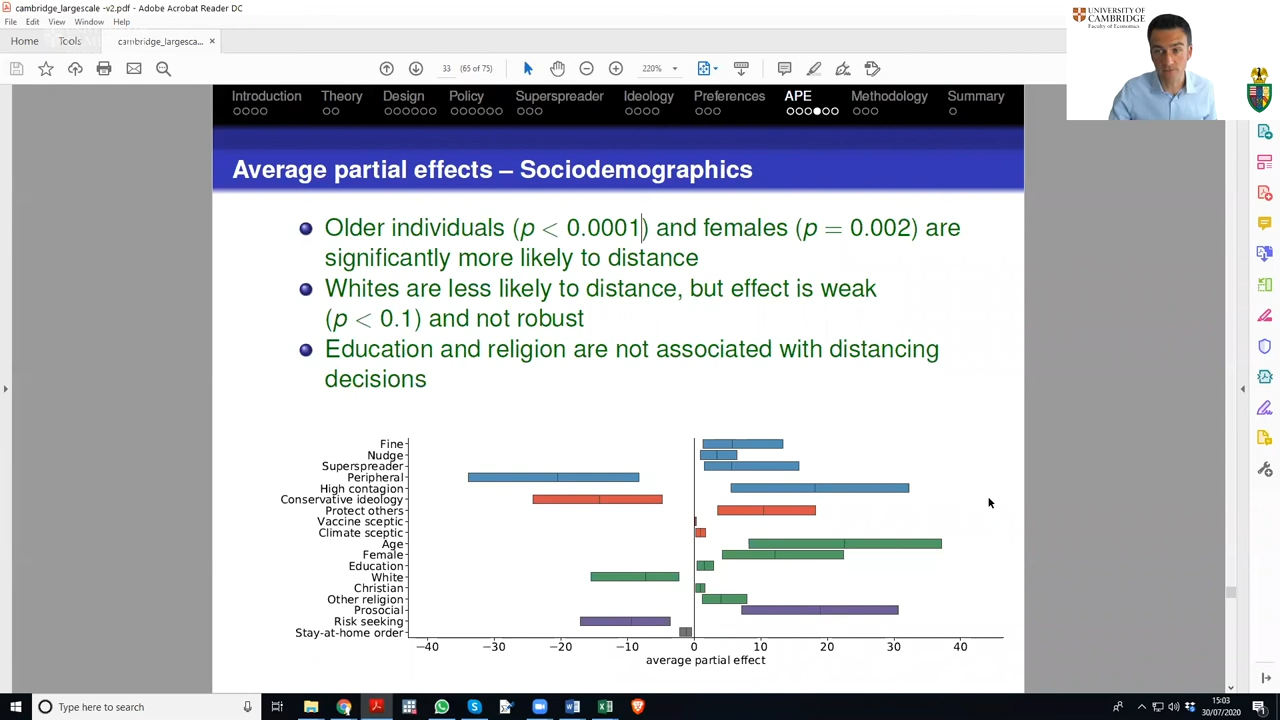 cambridge_largescale -v2.pdf - Adobe Acrobat Reader DC
File Edit View Window Help
Home Tools cambridge_largesca... ×
33 (65 of 75) 220%
UNIVERSITY OF
CAMBRIDGE
Faculty of Economics
Introduction Theory Design Policy Superspreader Ideology Preferences APE Methodology Summary
Average partial effects – Sociodemographics
Older individuals (p < 0.0001) and females (p = 0.002) are
significantly more likely to distance
Whites are less likely to distance, but effect is weak
(p < 0.1) and not robust
Education and religion are not associated with distancing
decisions
Fine
Nudge
Superspreader
Peripheral
High contagion
Conservative ideology
Protect others
Vaccine sceptic
Climate sceptic
Age
Female
Education
White
Christian
Other religion
Prosocial
Risk seeking
Stay-at-home order
−40 −30 −20 −10 0 10 20 30 40
average partial effect
Type here to search
15:03
30/07/2020